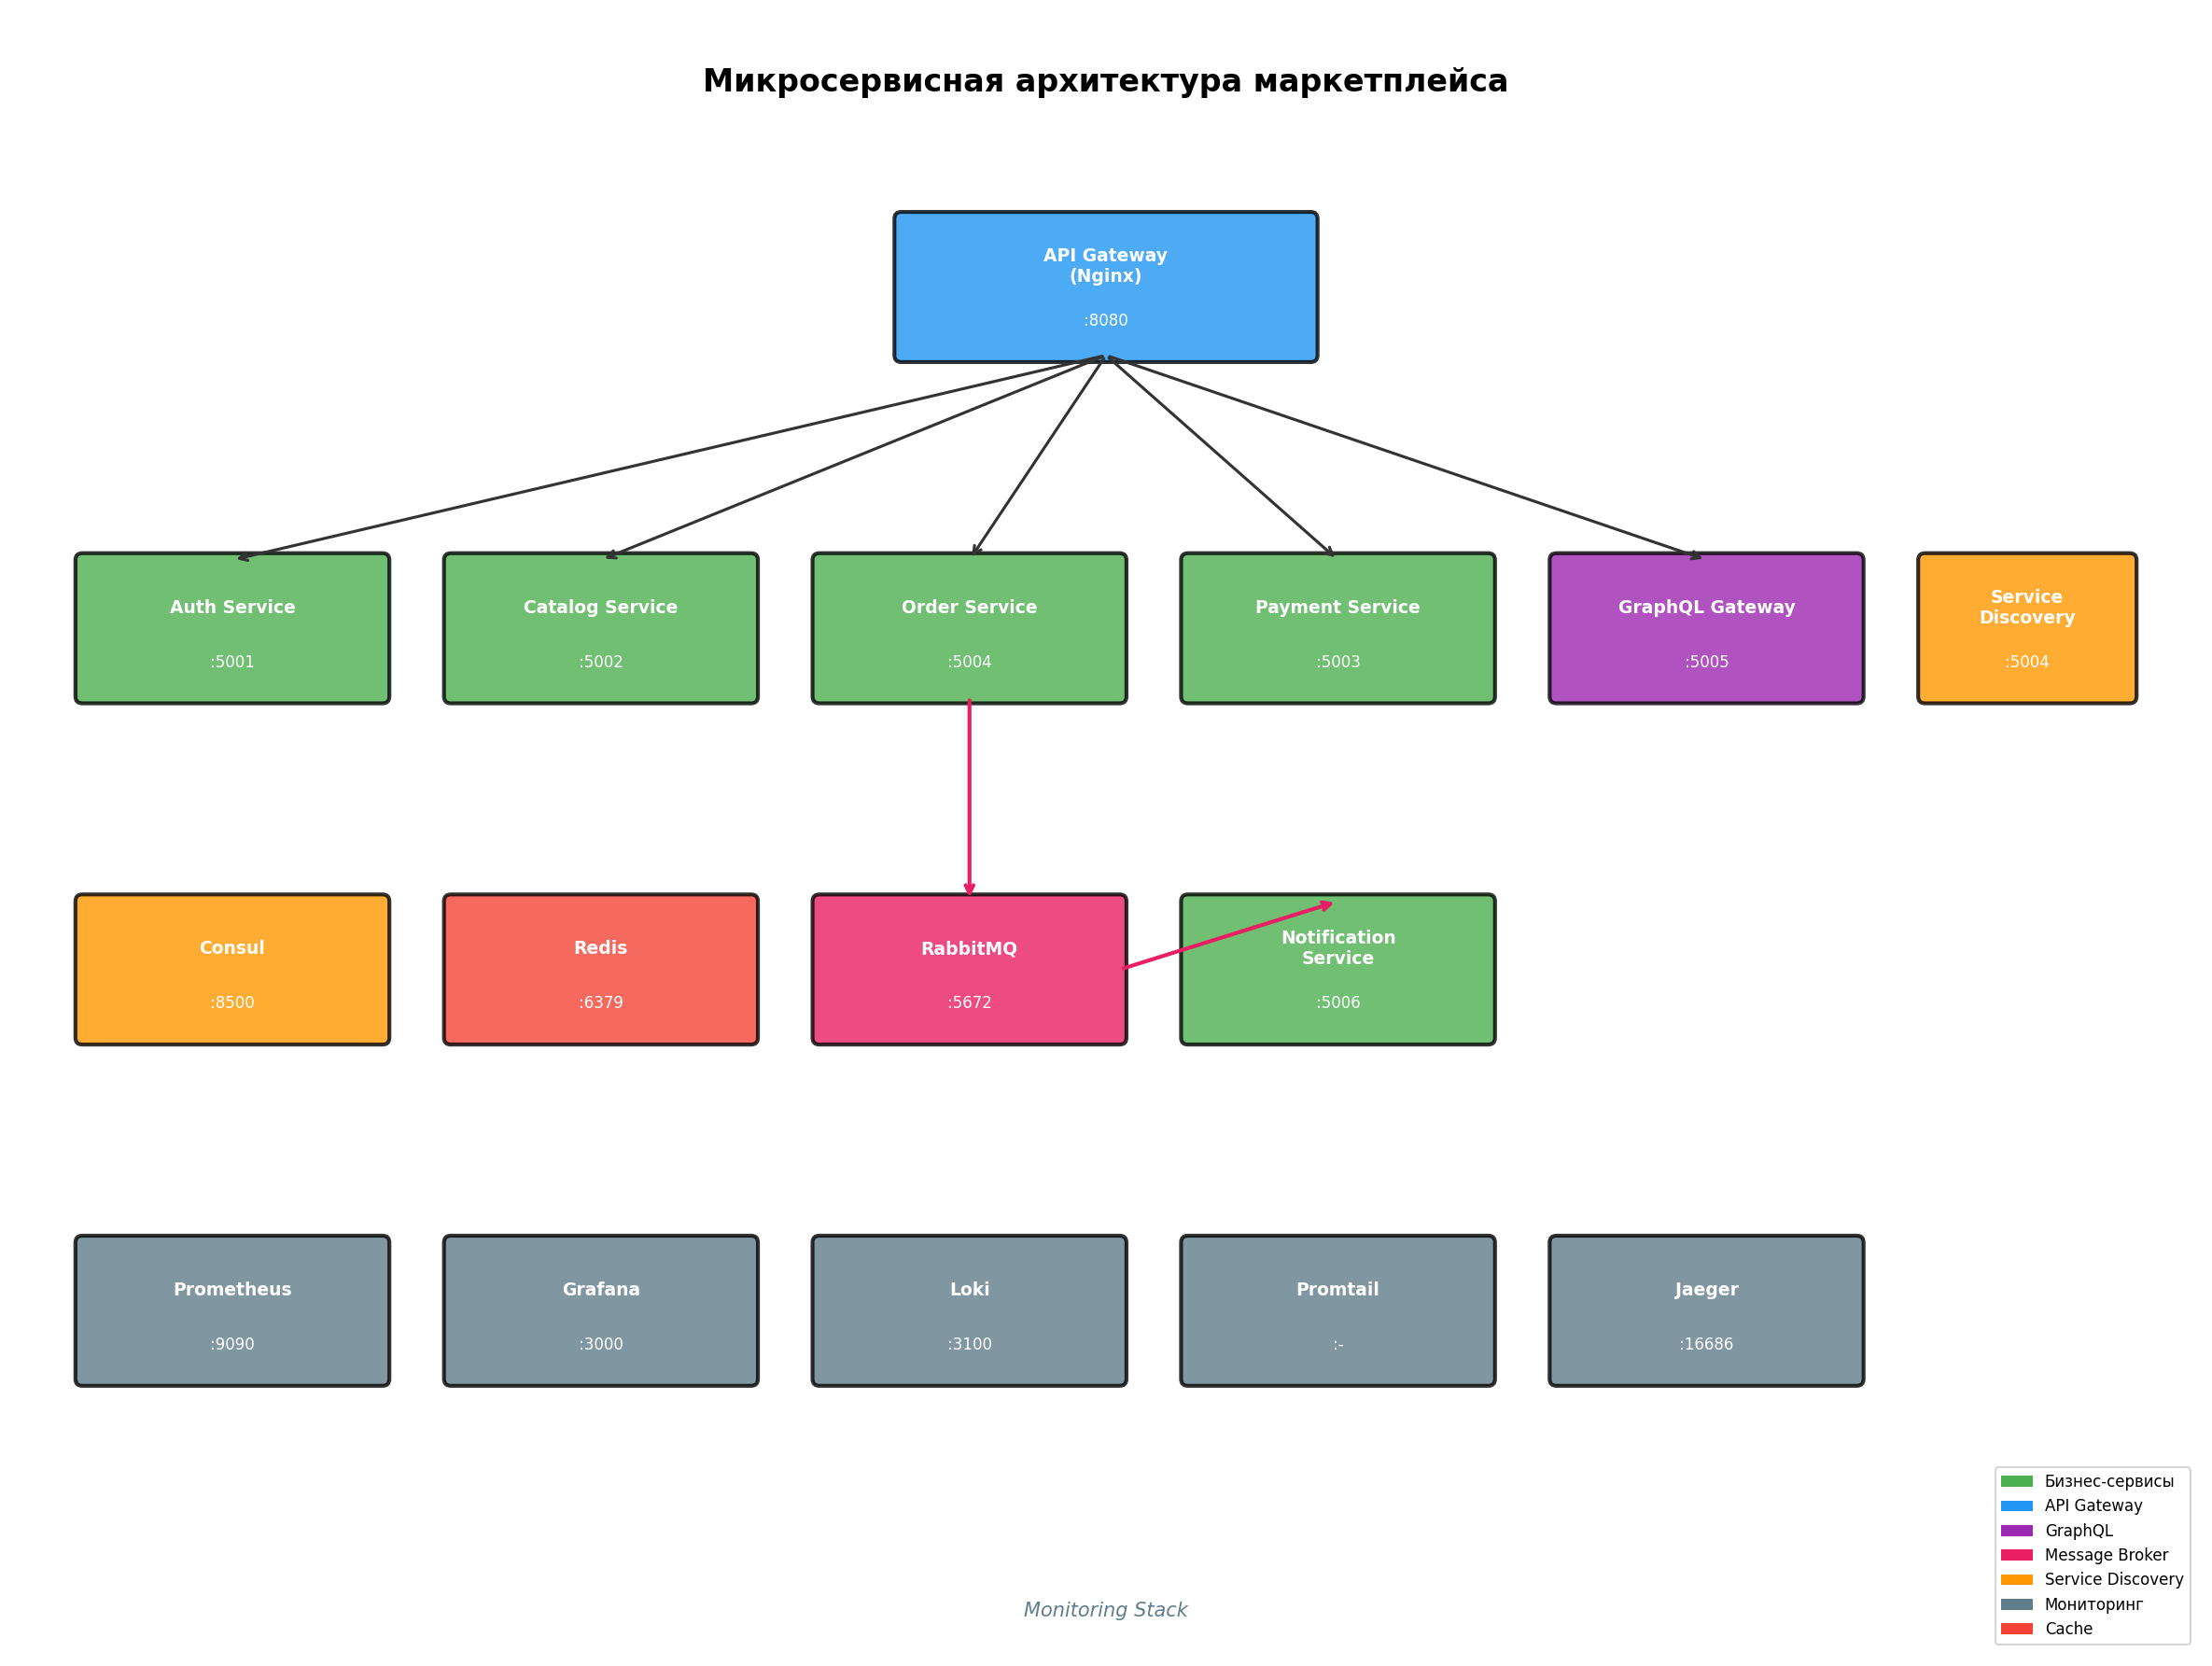 Микросервисная архитектура маркетплейса
API Gateway
(Nginx)
:8080
Auth Service
:5001
Catalog Service
:5002
Order Service
:5004
Payment Service
:5003
GraphQL Gateway
:5005
Service
Discovery
:5004
Consul
:8500
Redis
:6379
RabbitMQ
:5672
Notification
Service
:5006
Prometheus
:9090
Grafana
:3000
Loki
:3100
Promtail
:-
Jaeger
:16686
Monitoring Stack
Бизнес-сервисы
API Gateway
GraphQL
Message Broker
Service Discovery
Мониторинг
Cache